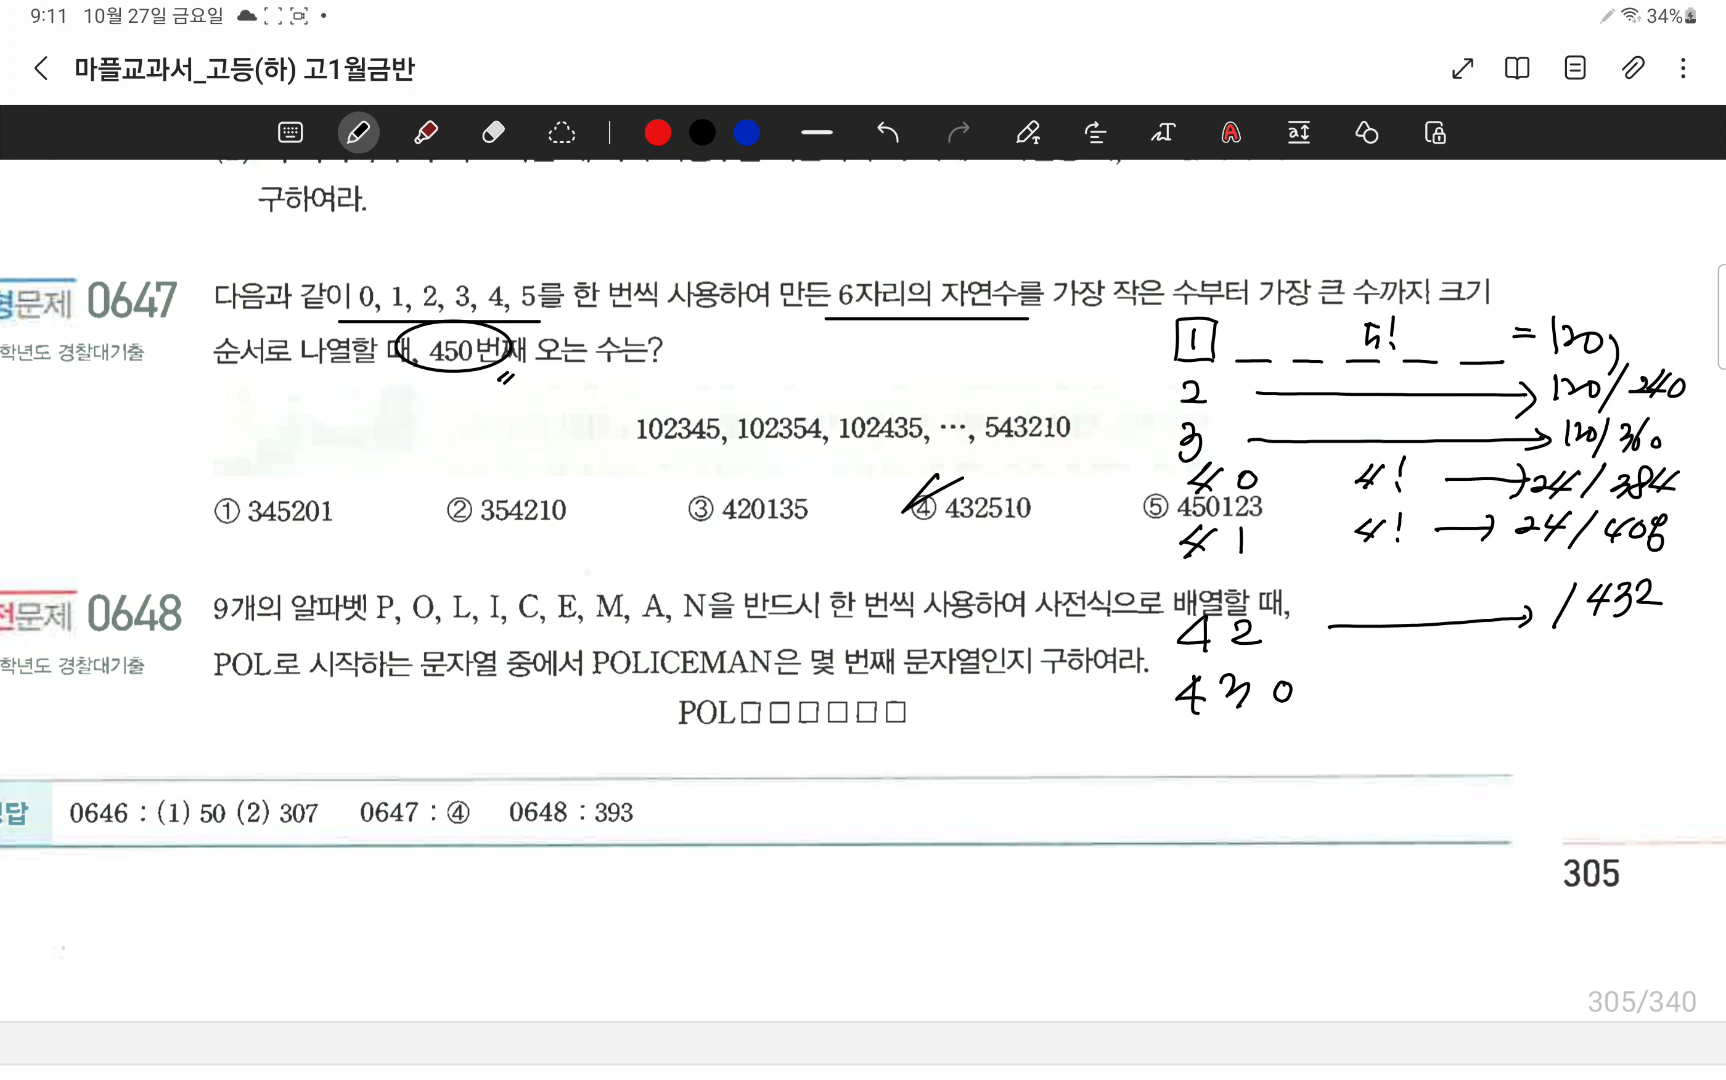 9:11 10월 27일 금요일
34%
마플교과서_고등(하) 고1월금반
구하여라.
형문제 0647 다음과 같이 0, 1, 2, 3, 4, 5를 한 번씩 사용하여 만든 6자리의 자연수를 가장 작은 수부터 가장 큰 수까지 크기
학년도 경찰대기출 순서로 나열할 때, 450번째 오는 수는?
102345, 102354, 102435, ⋯, 543210
① 345201 ② 354210 ③ 420135 ④ 432510 ⑤ 450123
1 5! = 120
2 → 120/240
3 → 120/360
4 0 4! → 24/384
4 1 4! → 24/408
4 2 → /432
4 3 0
전문제 0648 9개의 알파벳 P, O, L, I, C, E, M, A, N을 반드시 한 번씩 사용하여 사전식으로 배열할 때,
학년도 경찰대기출 POL로 시작하는 문자열 중에서 POLICEMAN은 몇 번째 문자열인지 구하여라.
POL□□□□□□
답 0646 : (1) 50 (2) 307 0647 : ④ 0648 : 393
305
305/340